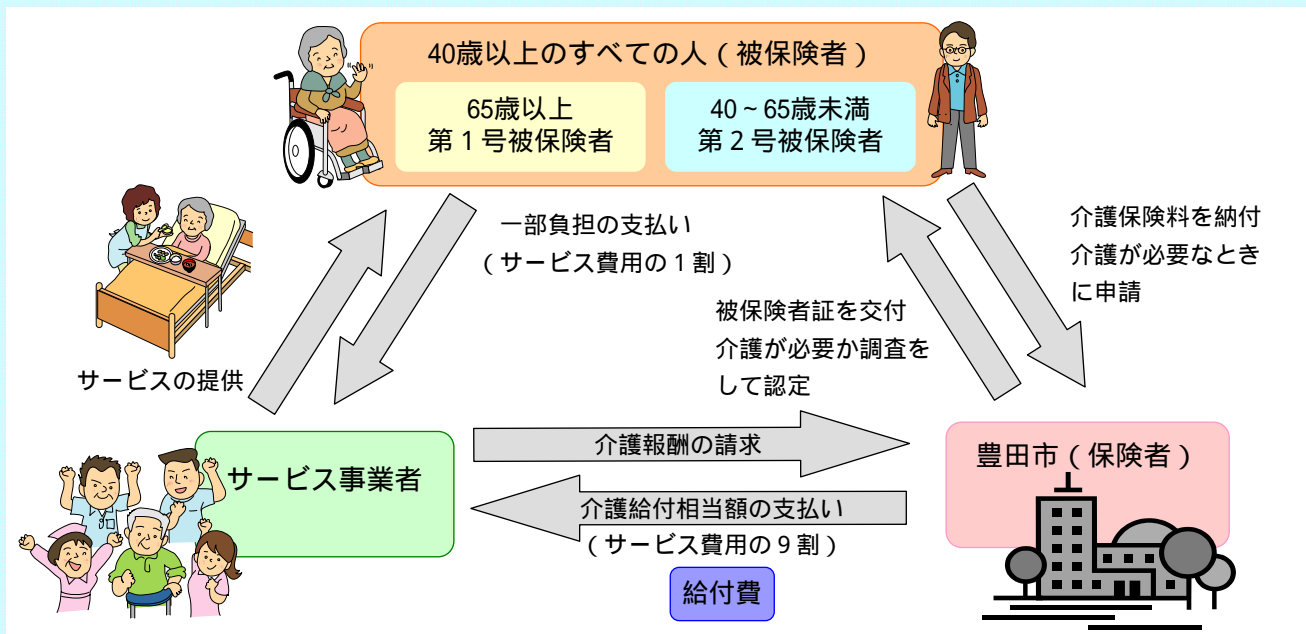 40歳以上のすべての人（被保険者）
65歳以上
第１号被保険者
40～65歳未満
第２号被保険者
一部負担の支払い
（サービス費用の１割）
介護保険料を納付
介護が必要なとき
に申請
被保険者証を交付
介護が必要か調査を
して認定
サービスの提供
サービス事業者
介護報酬の請求
豊田市（保険者）
介護給付相当額の支払い
（サービス費用の９割）
給付費